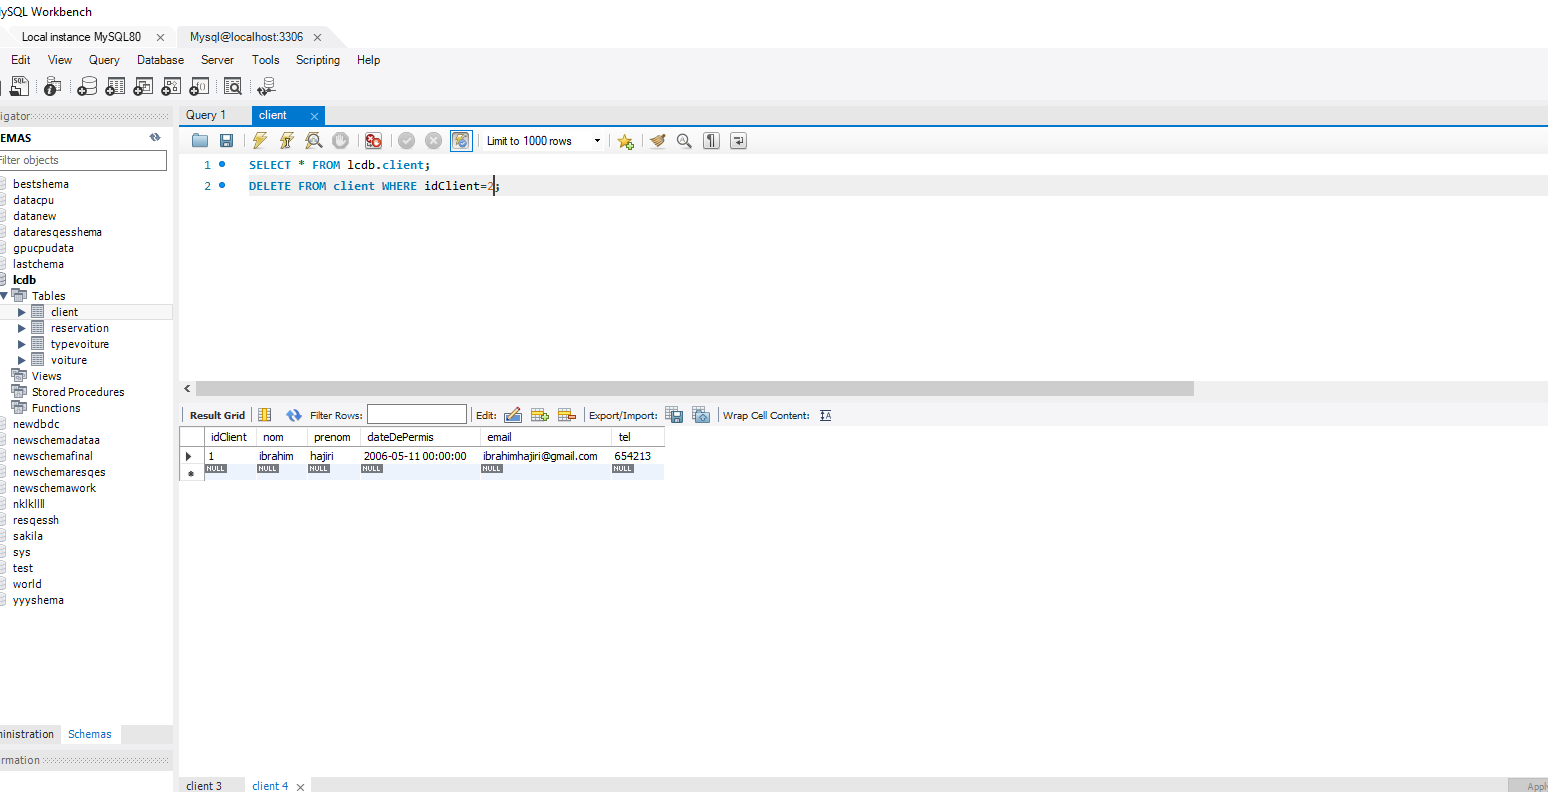 MySQL Workbench
Local instance MySQL80 Mysql@localhost:3306
Edit View Query Database Server Tools Scripting Help
Query 1 client
Limit to 1000 rows
1 SELECT * FROM lcdb.client;
2 DELETE FROM client WHERE idClient=2;
igator
EMAS
Filter objects
bestshema
datacpu
datanew
dataresqesshema
gpucpudata
lastchema
lcdb
Tables
client
reservation
typevoiture
voiture
Views
Stored Procedures
Functions
newdbdc
newschemadataa
newschemafinal
newschemaresqes
newschemawork
nklkllll
resqessh
sakila
sys
test
world
yyyshema
ministration Schemas
rmation
Result Grid Filter Rows: Edit: Export/Import: Wrap Cell Content:
idClient nom prenom dateDePermis email tel
1 ibrahim hajiri 2006-05-11 00:00:00 ibrahimhajiri@gmail.com 654213
NULL NULL NULL NULL NULL NULL
client 3 client 4 Apply